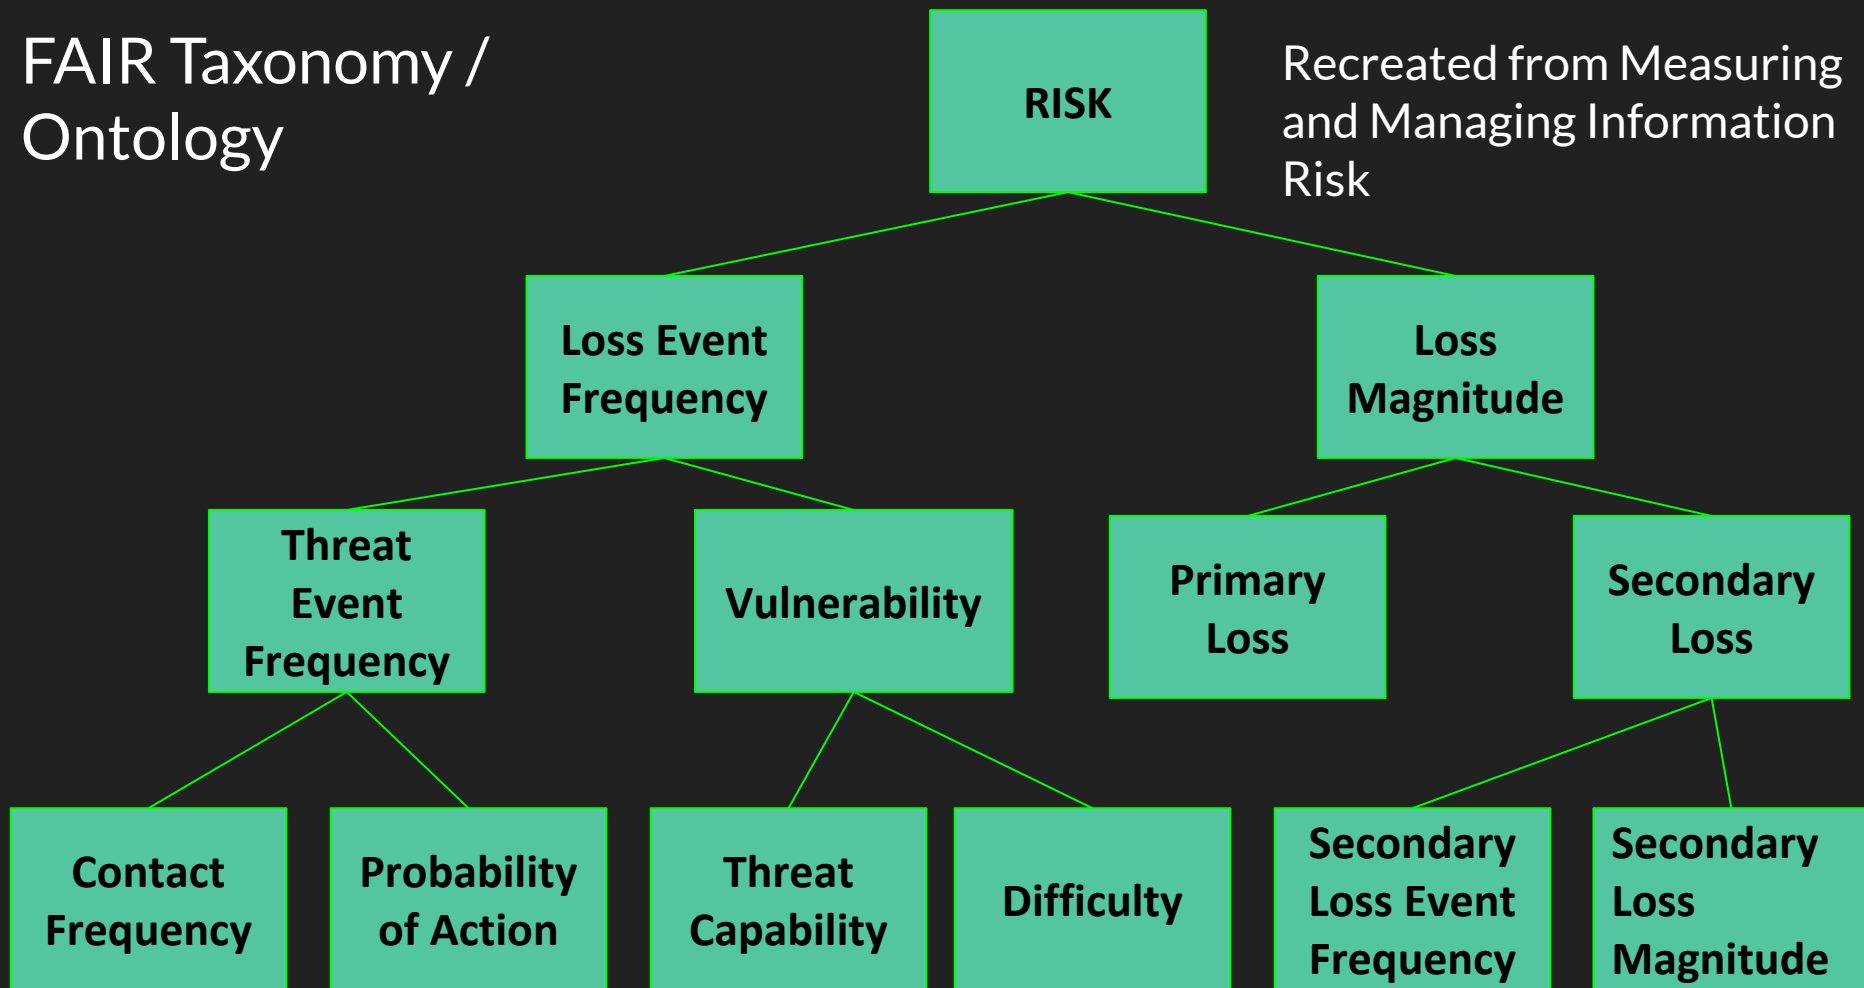 FAIR Taxonomy /
Ontology
RISK
Recreated from Measuring
and Managing Information
Risk
Loss Event
Frequency
Loss
Magnitude
Threat
Event
Frequency
Vulnerability
Primary
Loss
Secondary
Loss
Contact
Frequency
Probability
of Action
Threat
Capability
Difficulty
Secondary
Loss Event
Frequency
Secondary
Loss
Magnitude